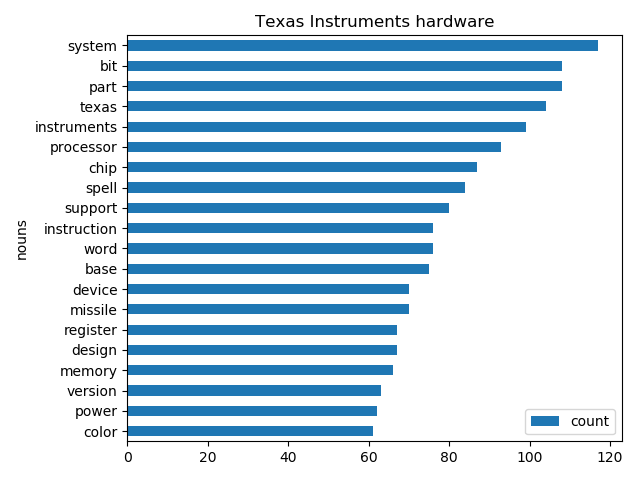 Texas Instruments hardware
system
bit
part
texas
instruments
processor
chip
spell
support
instruction
word
base
device
missile
register
design
memory
version
power
color
nouns
count
0 20 40 60 80 100 120